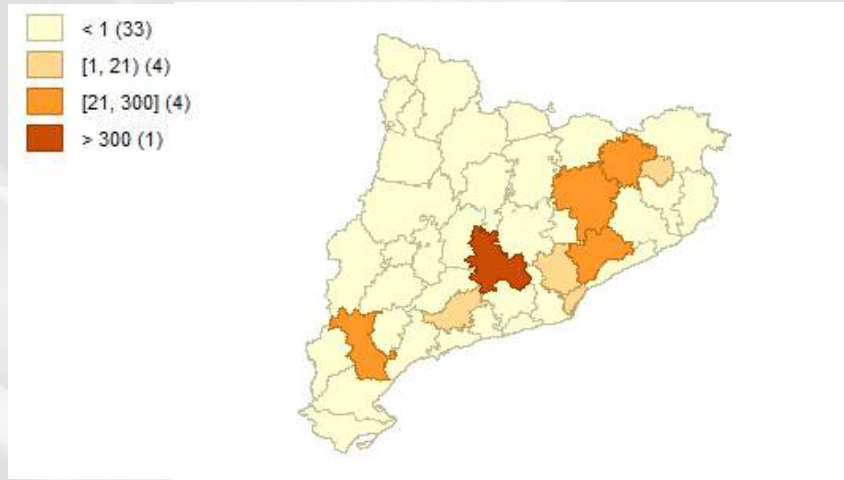 < 1 (33)
[1, 21) (4)
[21, 300] (4)
> 300 (1)